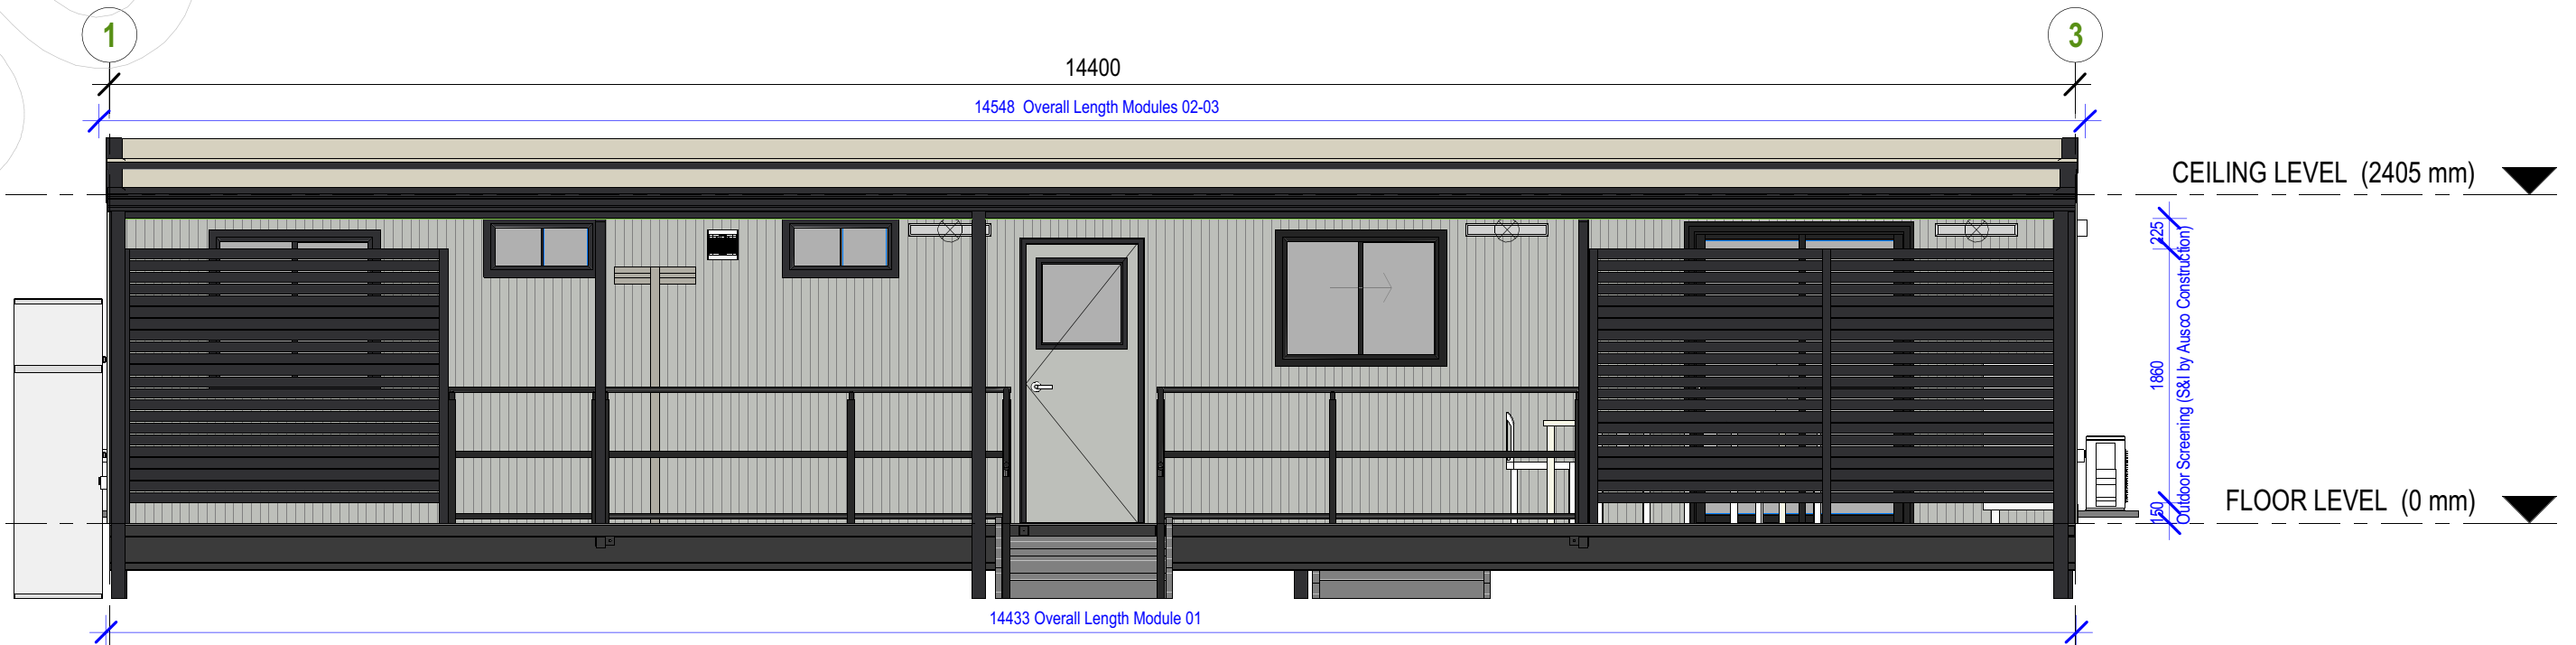 1
3
14400
14548 Overall Length Modules 02-03
CEILING LEVEL (2405 mm)
225
1860
150
Outdoor Screening (S&I by Ausco Construction)
FLOOR LEVEL (0 mm)
14433 Overall Length Module 01